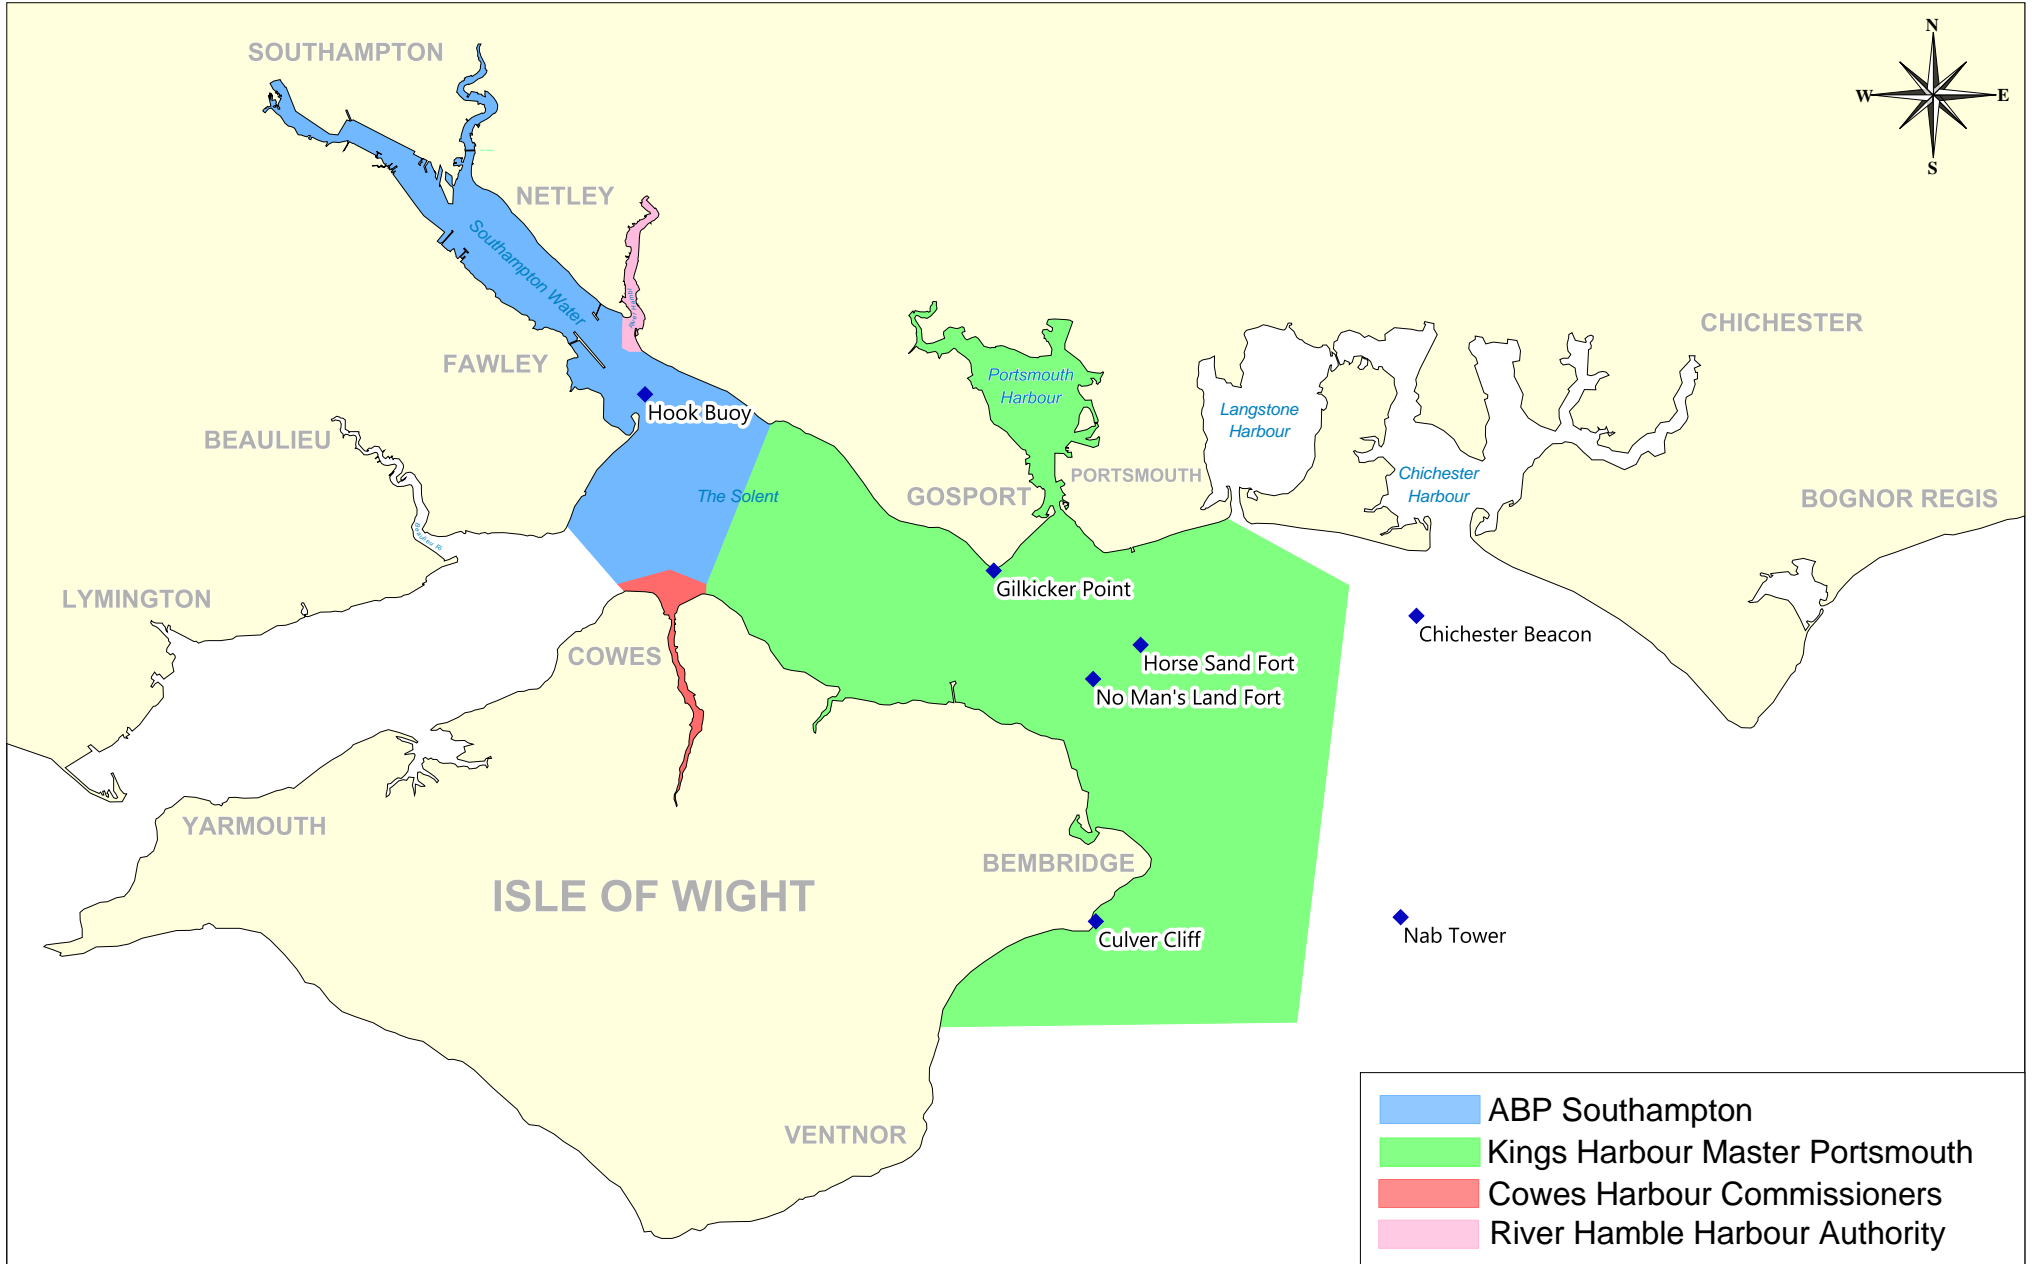 N
W
E
S
SOUTHAMPTON
NETLEY
Southampton Water
River Hamble
FAWLEY
Hook Buoy
BEAULIEU
Beaulieu R.
The Solent
LYMINGTON
COWES
YARMOUTH
ISLE OF WIGHT
VENTNOR
BEMBRIDGE
Culver Cliff
Portsmouth
Harbour
GOSPORT
PORTSMOUTH
Gilkicker Point
Horse Sand Fort
No Man's Land Fort
Langstone
Harbour
Chichester
Harbour
CHICHESTER
BOGNOR REGIS
Chichester Beacon
Nab Tower
ABP Southampton
Kings Harbour Master Portsmouth
Cowes Harbour Commissioners
River Hamble Harbour Authority